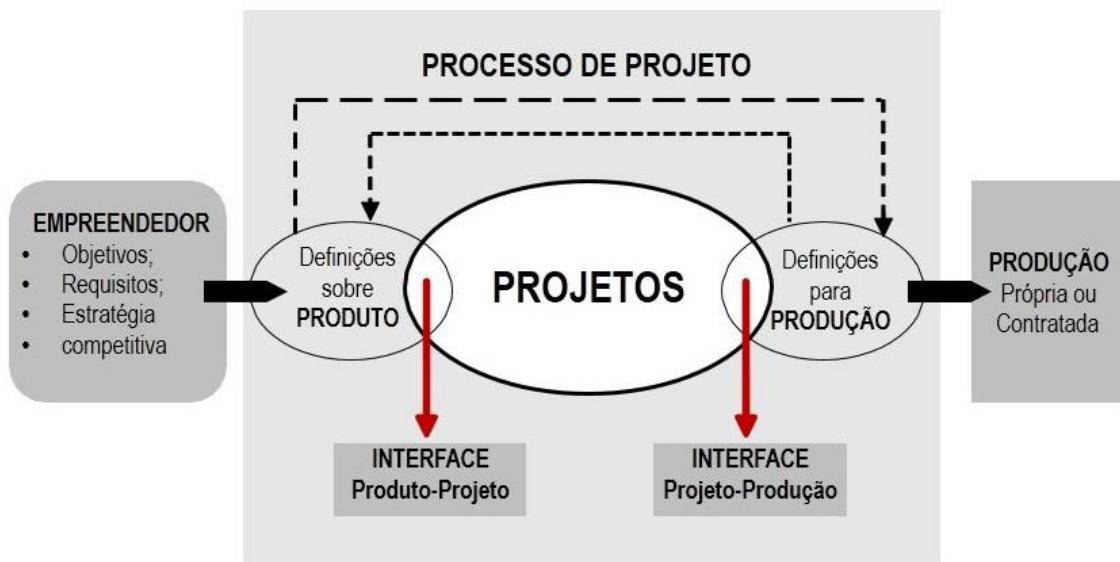 PROCESSO DE PROJETO
EMPREENDEDOR
• Objetivos;
• Requisitos;
• Estratégia
• competitiva
Definições
sobre
PRODUTO
PROJETOS
Definições
para
PRODUÇÃO
PRODUÇÃO
Própria ou
Contratada
INTERFACE
Produto-Projeto
INTERFACE
Projeto-Produção